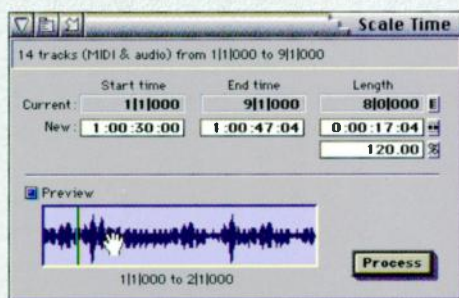 Scale Time
14 tracks (MIDI & audio) from 1|1|000 to 9|1|000
Start time End time Length
Current: 1|1|000 9|1|000 8|0|000
New: 1:00:30:00 1:00:47:04 0:00:17:04
120.00 %
Preview
1|1|000 to 2|1|000
Process